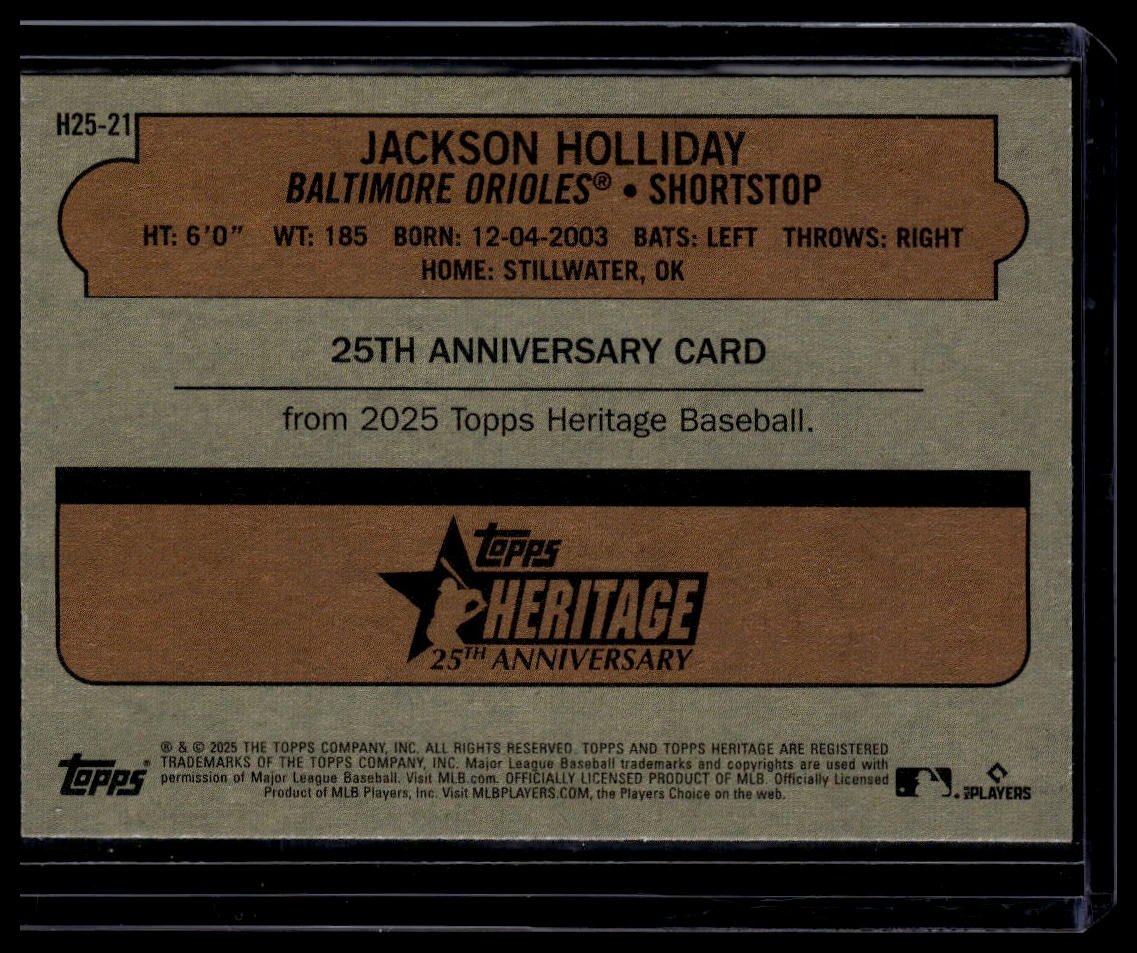 H25-21
JACKSON HOLLIDAY
BALTIMORE ORIOLES® • SHORTSTOP
HT: 6'0" WT: 185 BORN: 12-04-2003 BATS: LEFT THROWS: RIGHT
HOME: STILLWATER, OK
25TH ANNIVERSARY CARD
from 2025 Topps Heritage Baseball.
topps
HERITAGE
25TH ANNIVERSARY
® & © 2025 THE TOPPS COMPANY, INC. ALL RIGHTS RESERVED. TOPPS AND TOPPS HERITAGE ARE REGISTERED
TRADEMARKS OF THE TOPPS COMPANY, INC. Major League Baseball trademarks and copyrights are used with
permission of Major League Baseball. Visit MLB.com. OFFICIALLY LICENSED PRODUCT OF MLB. Officially Licensed
Product of MLB Players, Inc. Visit MLBPLAYERS.COM, the Players Choice on the web.
topps®
PLAYERS